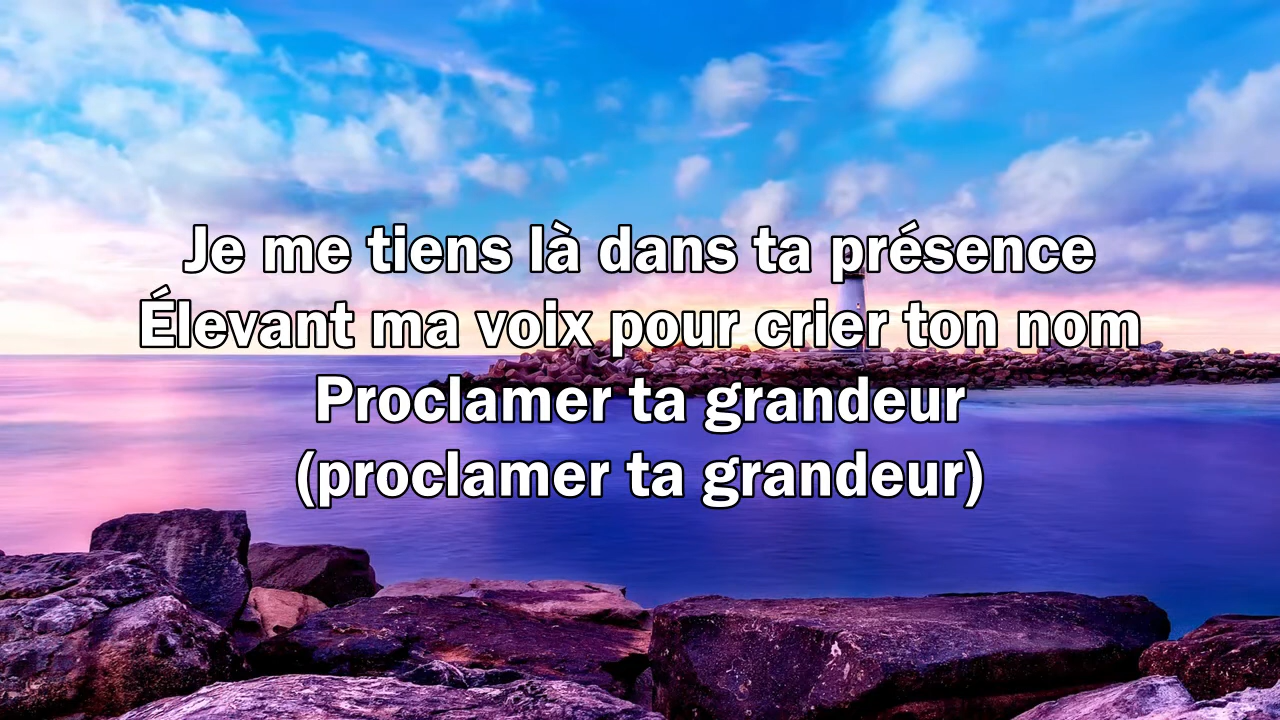 Je me tiens là dans ta présence
Élevant ma voix pour crier ton nom
Proclamer ta grandeur
(proclamer ta grandeur)